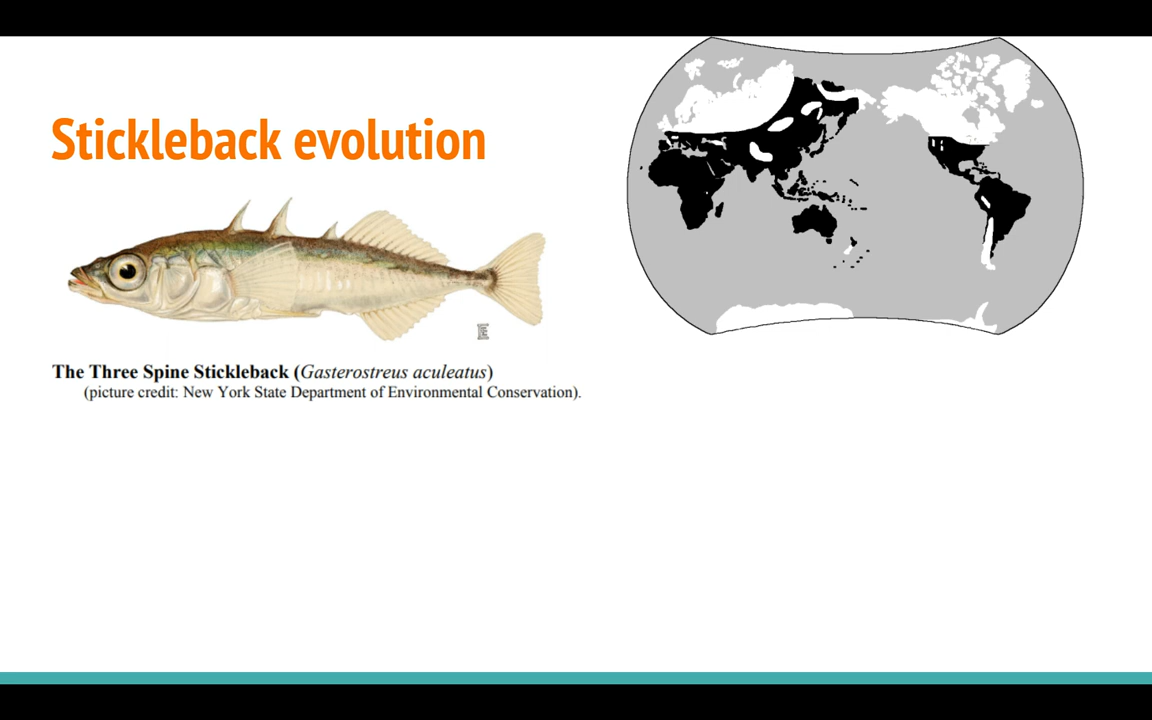 Stickleback evolution
The Three Spine Stickleback (Gasterostreus aculeatus)
(picture credit: New York State Department of Environmental Conservation).